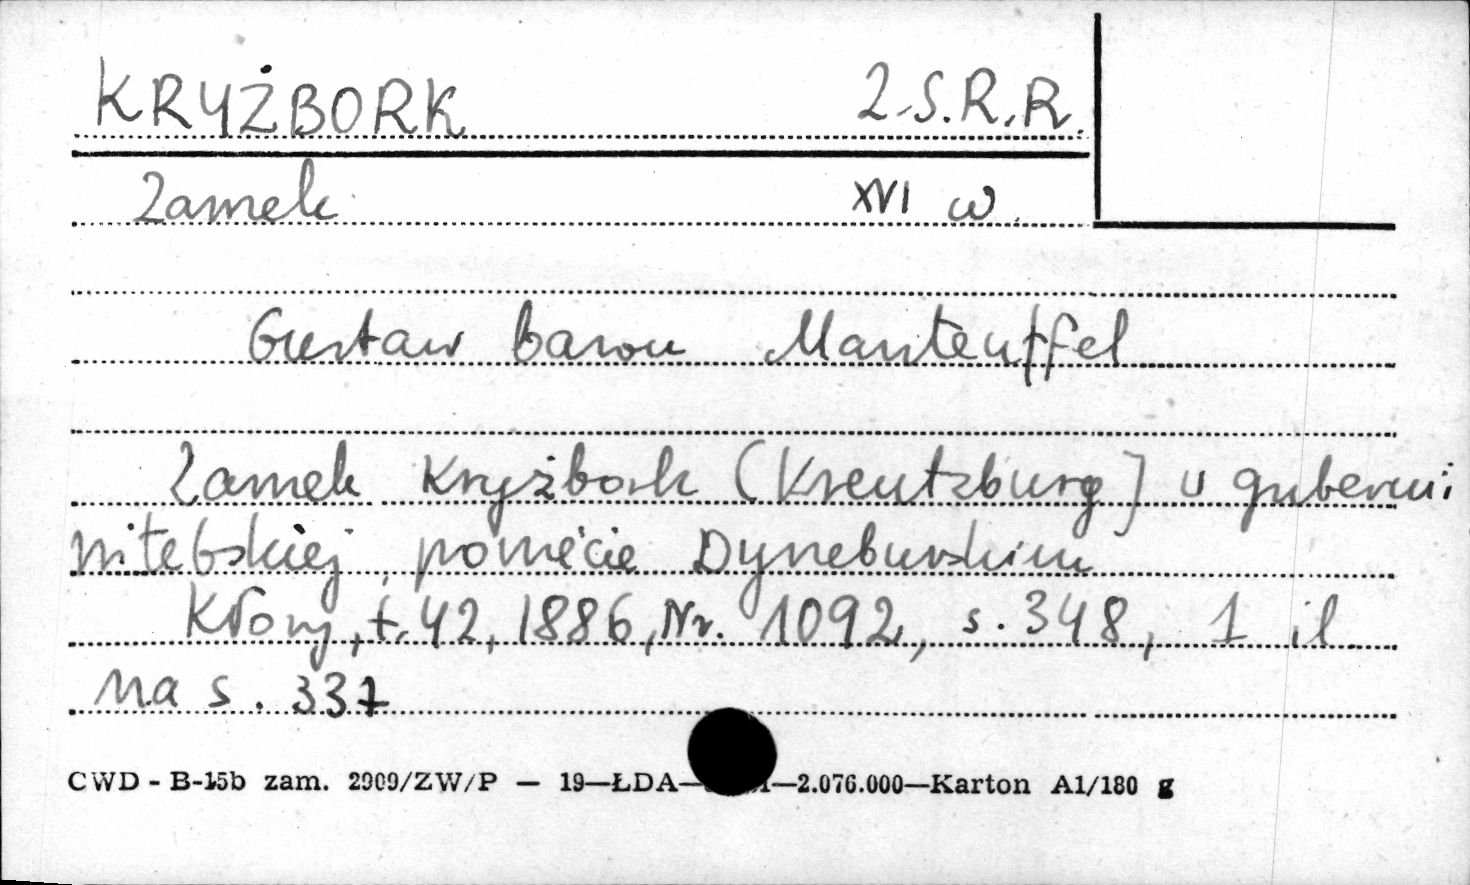 KRYŻBORK Z.S.R.R.
Zamek XVI w.
Gustaw baron Manteuffel
Zamek Kryżbork (Kreutzburg] w guberni
witebskiej, powiecie Dyneburskim
Kłosy, t. 42, 1886, Nr. 1092, s. 348, 1 il
na s. 337
CWD - B-15b zam. 2909/ZW/P — 19—ŁDA— —2.076.000—Karton A1/180 g